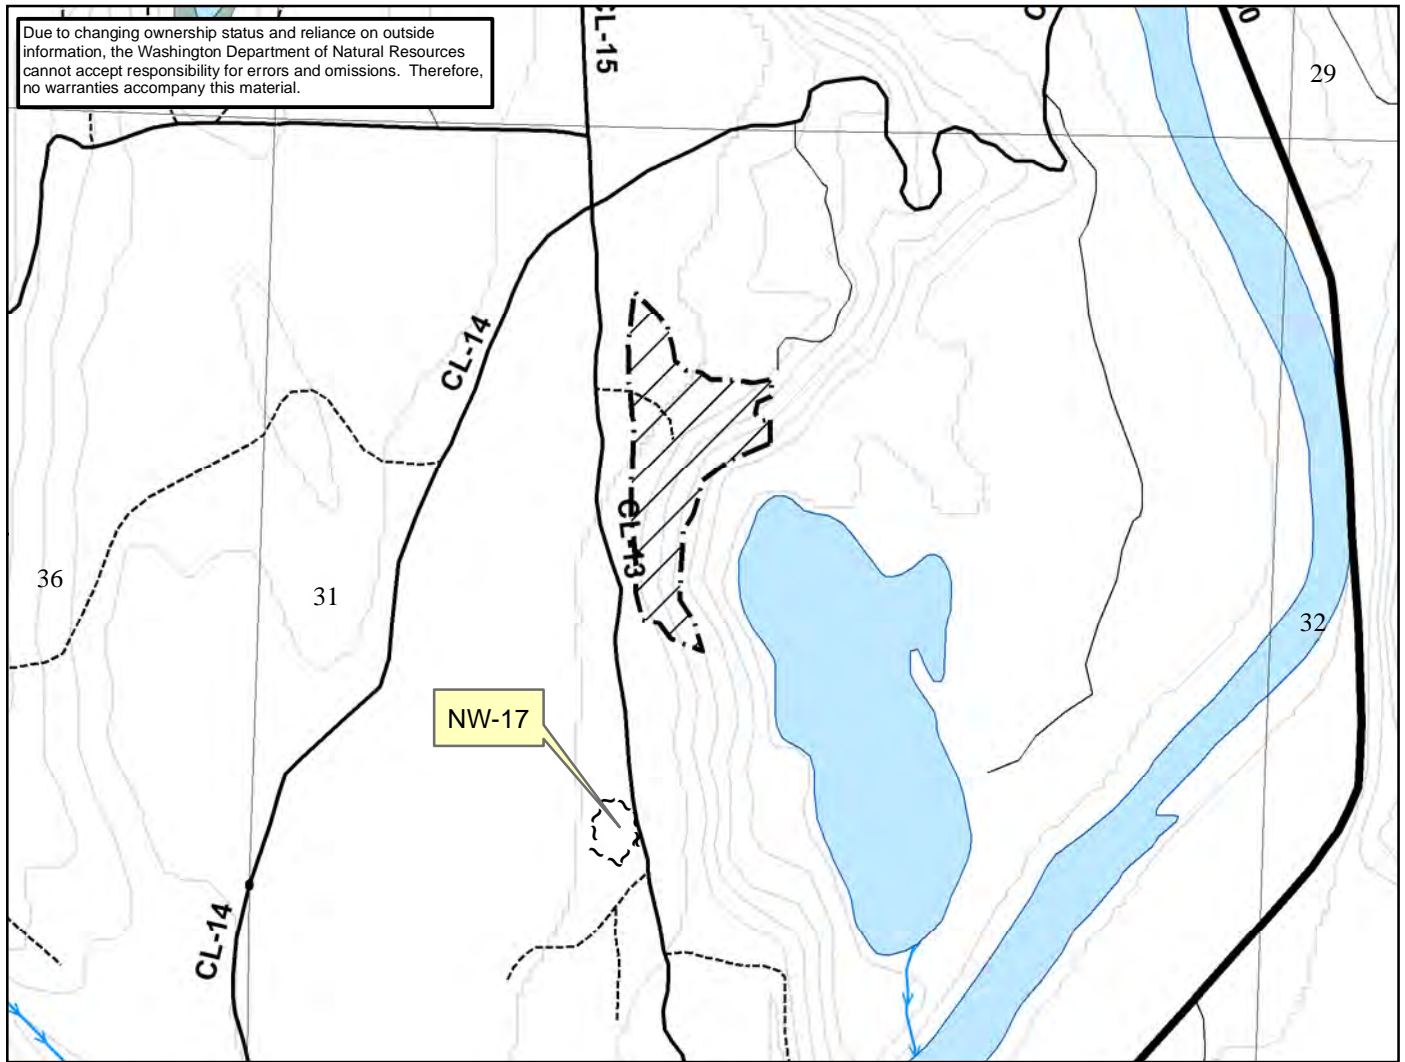 Due to changing ownership status and reliance on outside
information, the Washington Department of Natural Resources
cannot accept responsibility for errors and omissions.  Therefore,
no warranties accompany this material.
CL-15
29
CL-14
CL-13
36
31
32
NW-17
CL-14